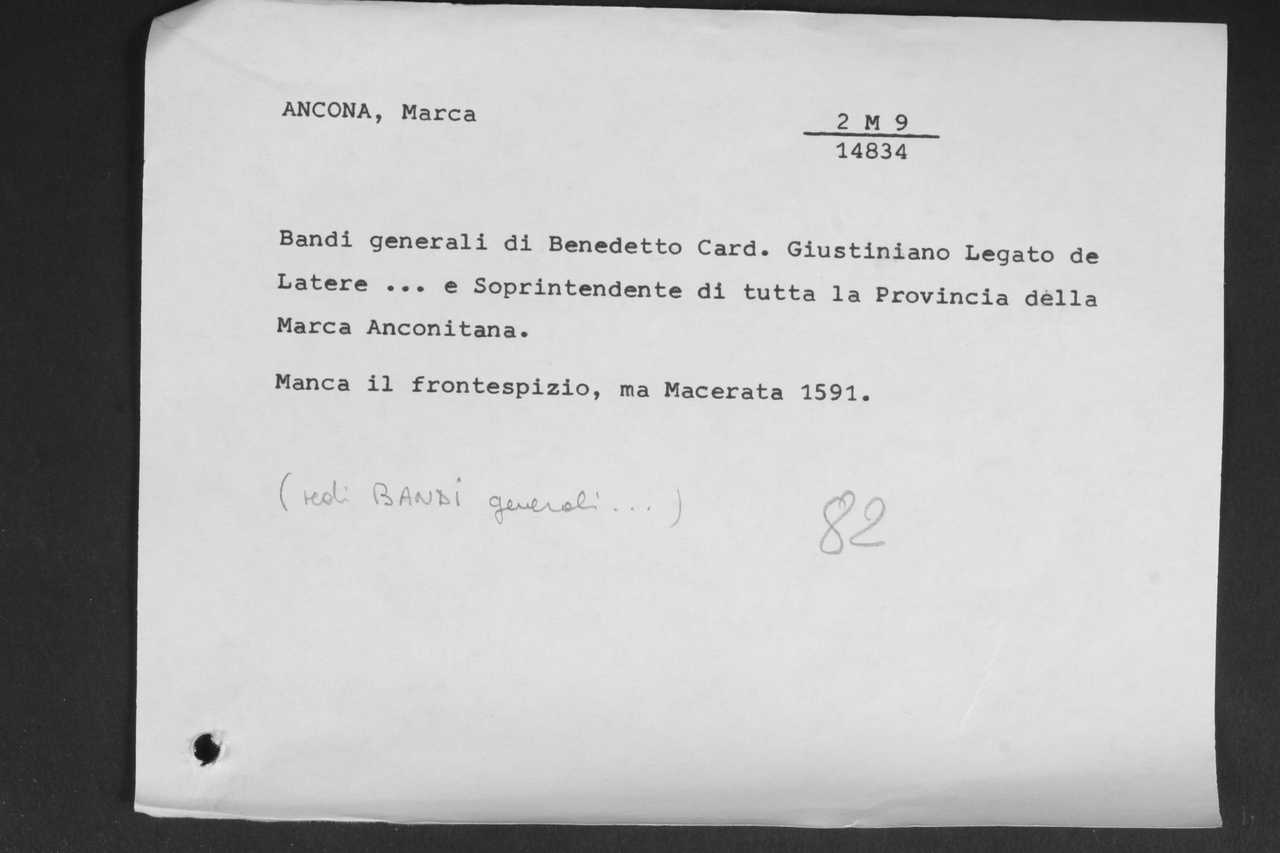 ANCONA, Marca
2 M 9
14834
Bandi generali di Benedetto Card. Giustiniano Legato de
Latere ... e Soprintendente di tutta la Provincia della
Marca Anconitana.
Manca il frontespizio, ma Macerata 1591.
(vedi BANDI generali...)
82